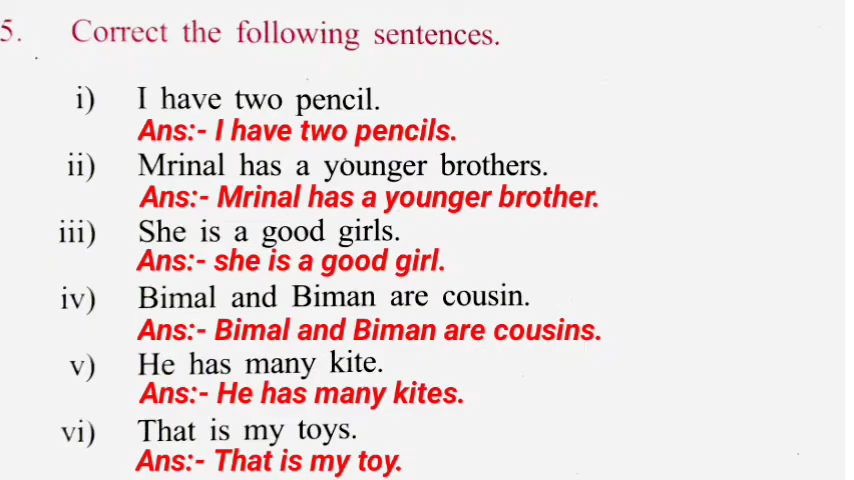 5. Correct the following sentences.
i) I have two pencil.
Ans:- I have two pencils.
ii) Mrinal has a younger brothers.
Ans:- Mrinal has a younger brother.
iii) She is a good girls.
Ans:- she is a good girl.
iv) Bimal and Biman are cousin.
Ans:- Bimal and Biman are cousins.
v) He has many kite.
Ans:- He has many kites.
vi) That is my toys.
Ans:- That is my toy.